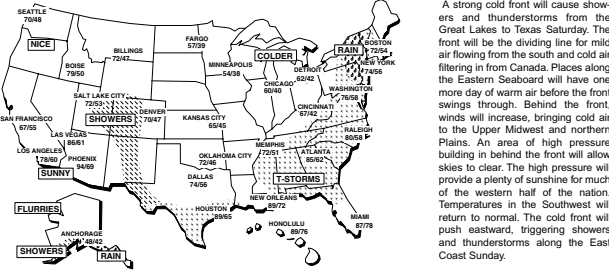 SEATTLE
70/48
NICE
BILLINGS
72/47
BOISE
79/50
FARGO
57/39
MINNEAPOLIS
54/38
COLDER
DETROIT
62/42
RAIN
BOSTON
72/54
NEW YORK
74/56
CHICAGO
60/40
WASHINGTON
76/58
SALT LAKE CITY
72/53
SHOWERS
DENVER
70/47
KANSAS CITY
65/45
CINCINNATI
67/42
SAN FRANCISCO
67/55
LAS VEGAS
86/61
RALEIGH
80/58
LOS ANGELES
78/60
PHOENIX
94/69
SUNNY
OKLAHOMA CITY
72/46
MEMPHIS
72/51
ATLANTA
85/62
DALLAS
74/56
T-STORMS
NEW ORLEANS
89/72
HOUSTON
89/65
MIAMI
87/78
FLURRIES
ANCHORAGE
48/42
SHOWERS
RAIN
HONOLULU
89/76
A strong cold front will cause show-
ers and thunderstorms from the
Great Lakes to Texas Saturday. The
front will be the dividing line for mild
air flowing from the south and cold air
filtering in from Canada. Places along
the Eastern Seaboard will have one
more day of warm air before the front
swings through. Behind the front,
winds will increase, bringing cold air
to the Upper Midwest and northern
Plains. An area of high pressure
building in behind the front will allow
skies to clear. The high pressure will
provide a plenty of sunshine for much
of the western half of the nation.
Temperatures in the Southwest will
return to normal. The cold front will
push eastward, triggering showers
and thunderstorms along the East
Coast Sunday.